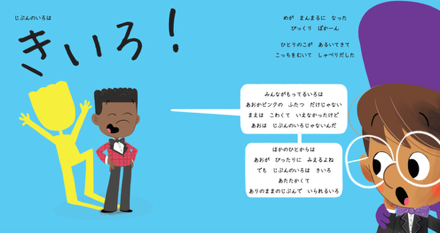 じぶんのいろは
きいろ!
めが まんまるに なった
びっくり ぽかーん
ひとりのこが あるいてきて
こっちをむいて しゃべりだした
みんながもってるいろは
あおかピンクの ふたつ だけじゃない
まえは こわくて いえなかったけど
あおは じぶんのいろじゃないんだ
ほかのひとからは
あおが ぴったりに みえるよね
でも じぶんのいろは きいろ
あたたかくて
ありのままのじぶんで いられるいろ